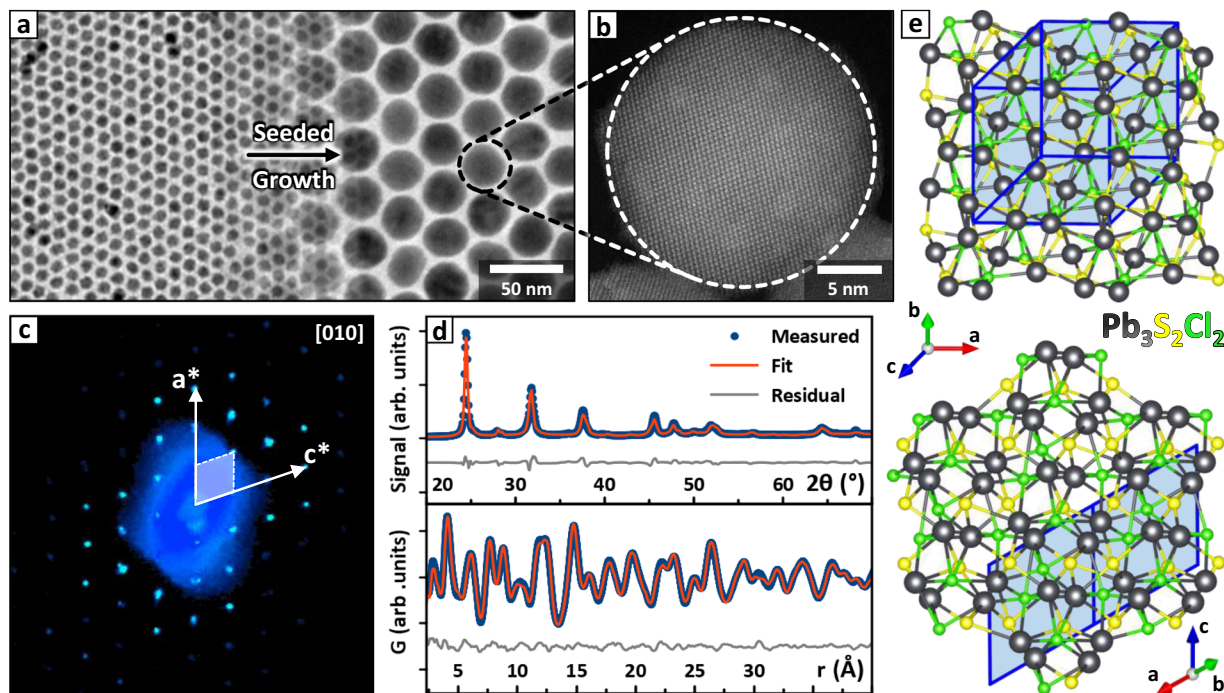 a
Seeded
Growth
50 nm
b
5 nm
c
[010]
a*
c*
d
Signal (arb. units)
Measured
Fit
Residual
20 30 40 50 60 2θ (°)
G (arb.units)
5 10 15 20 25 30 r (Å)
e
b
a
c
Pb₃S₂Cl₂
c
a
b